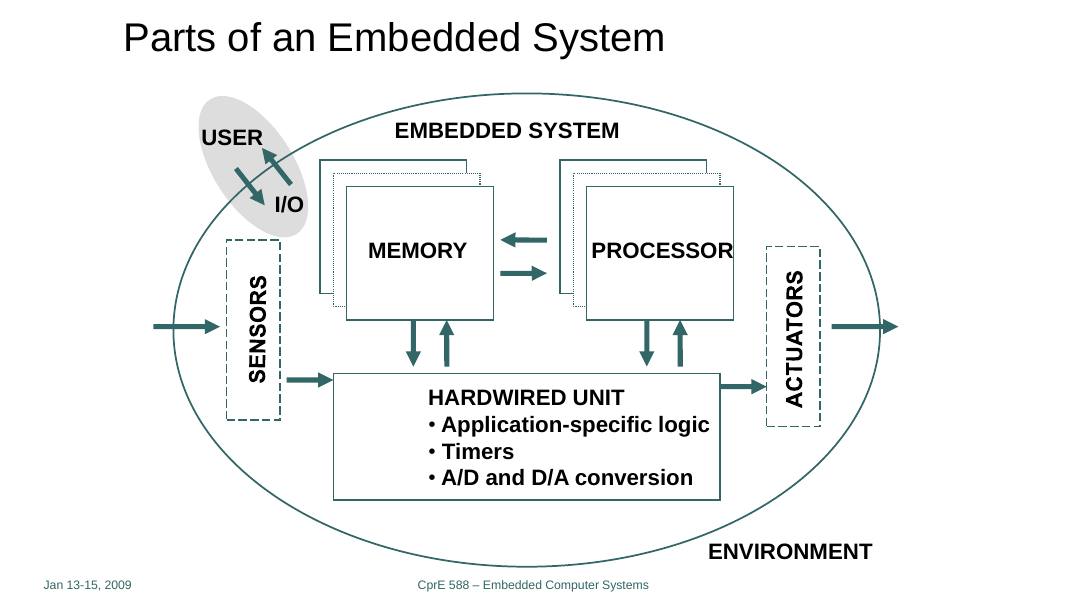 Parts of an Embedded System
USER
EMBEDDED SYSTEM
I/O
MEMORY
PROCESSOR
SENSORS
ACTUATORS
HARDWIRED UNIT
• Application-specific logic
• Timers
• A/D and D/A conversion
ENVIRONMENT
Jan 13-15, 2009
CprE 588 – Embedded Computer Systems